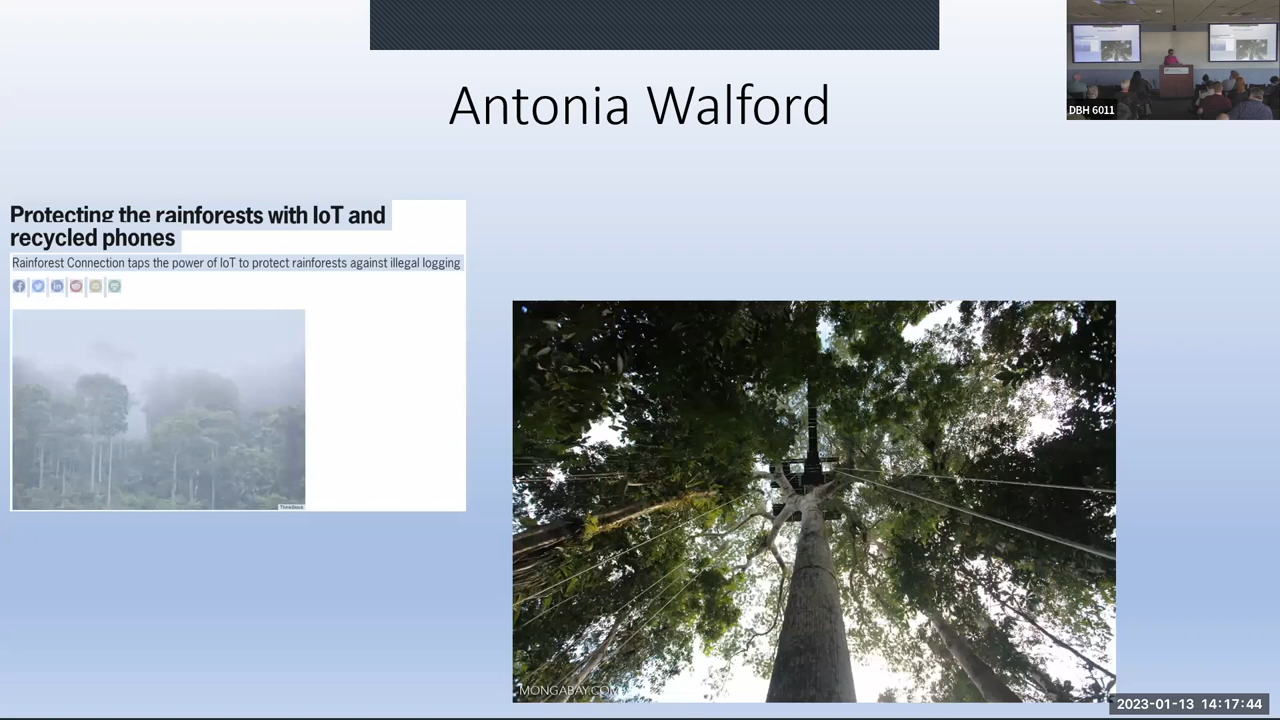 Antonia Walford
DBH 6011
Protecting the rainforests with IoT and
recycled phones
Rainforest Connection taps the power of IoT to protect rainforests against illegal logging
Thinkstock
MONGABAY.COM
2023-01-13 14:17:44